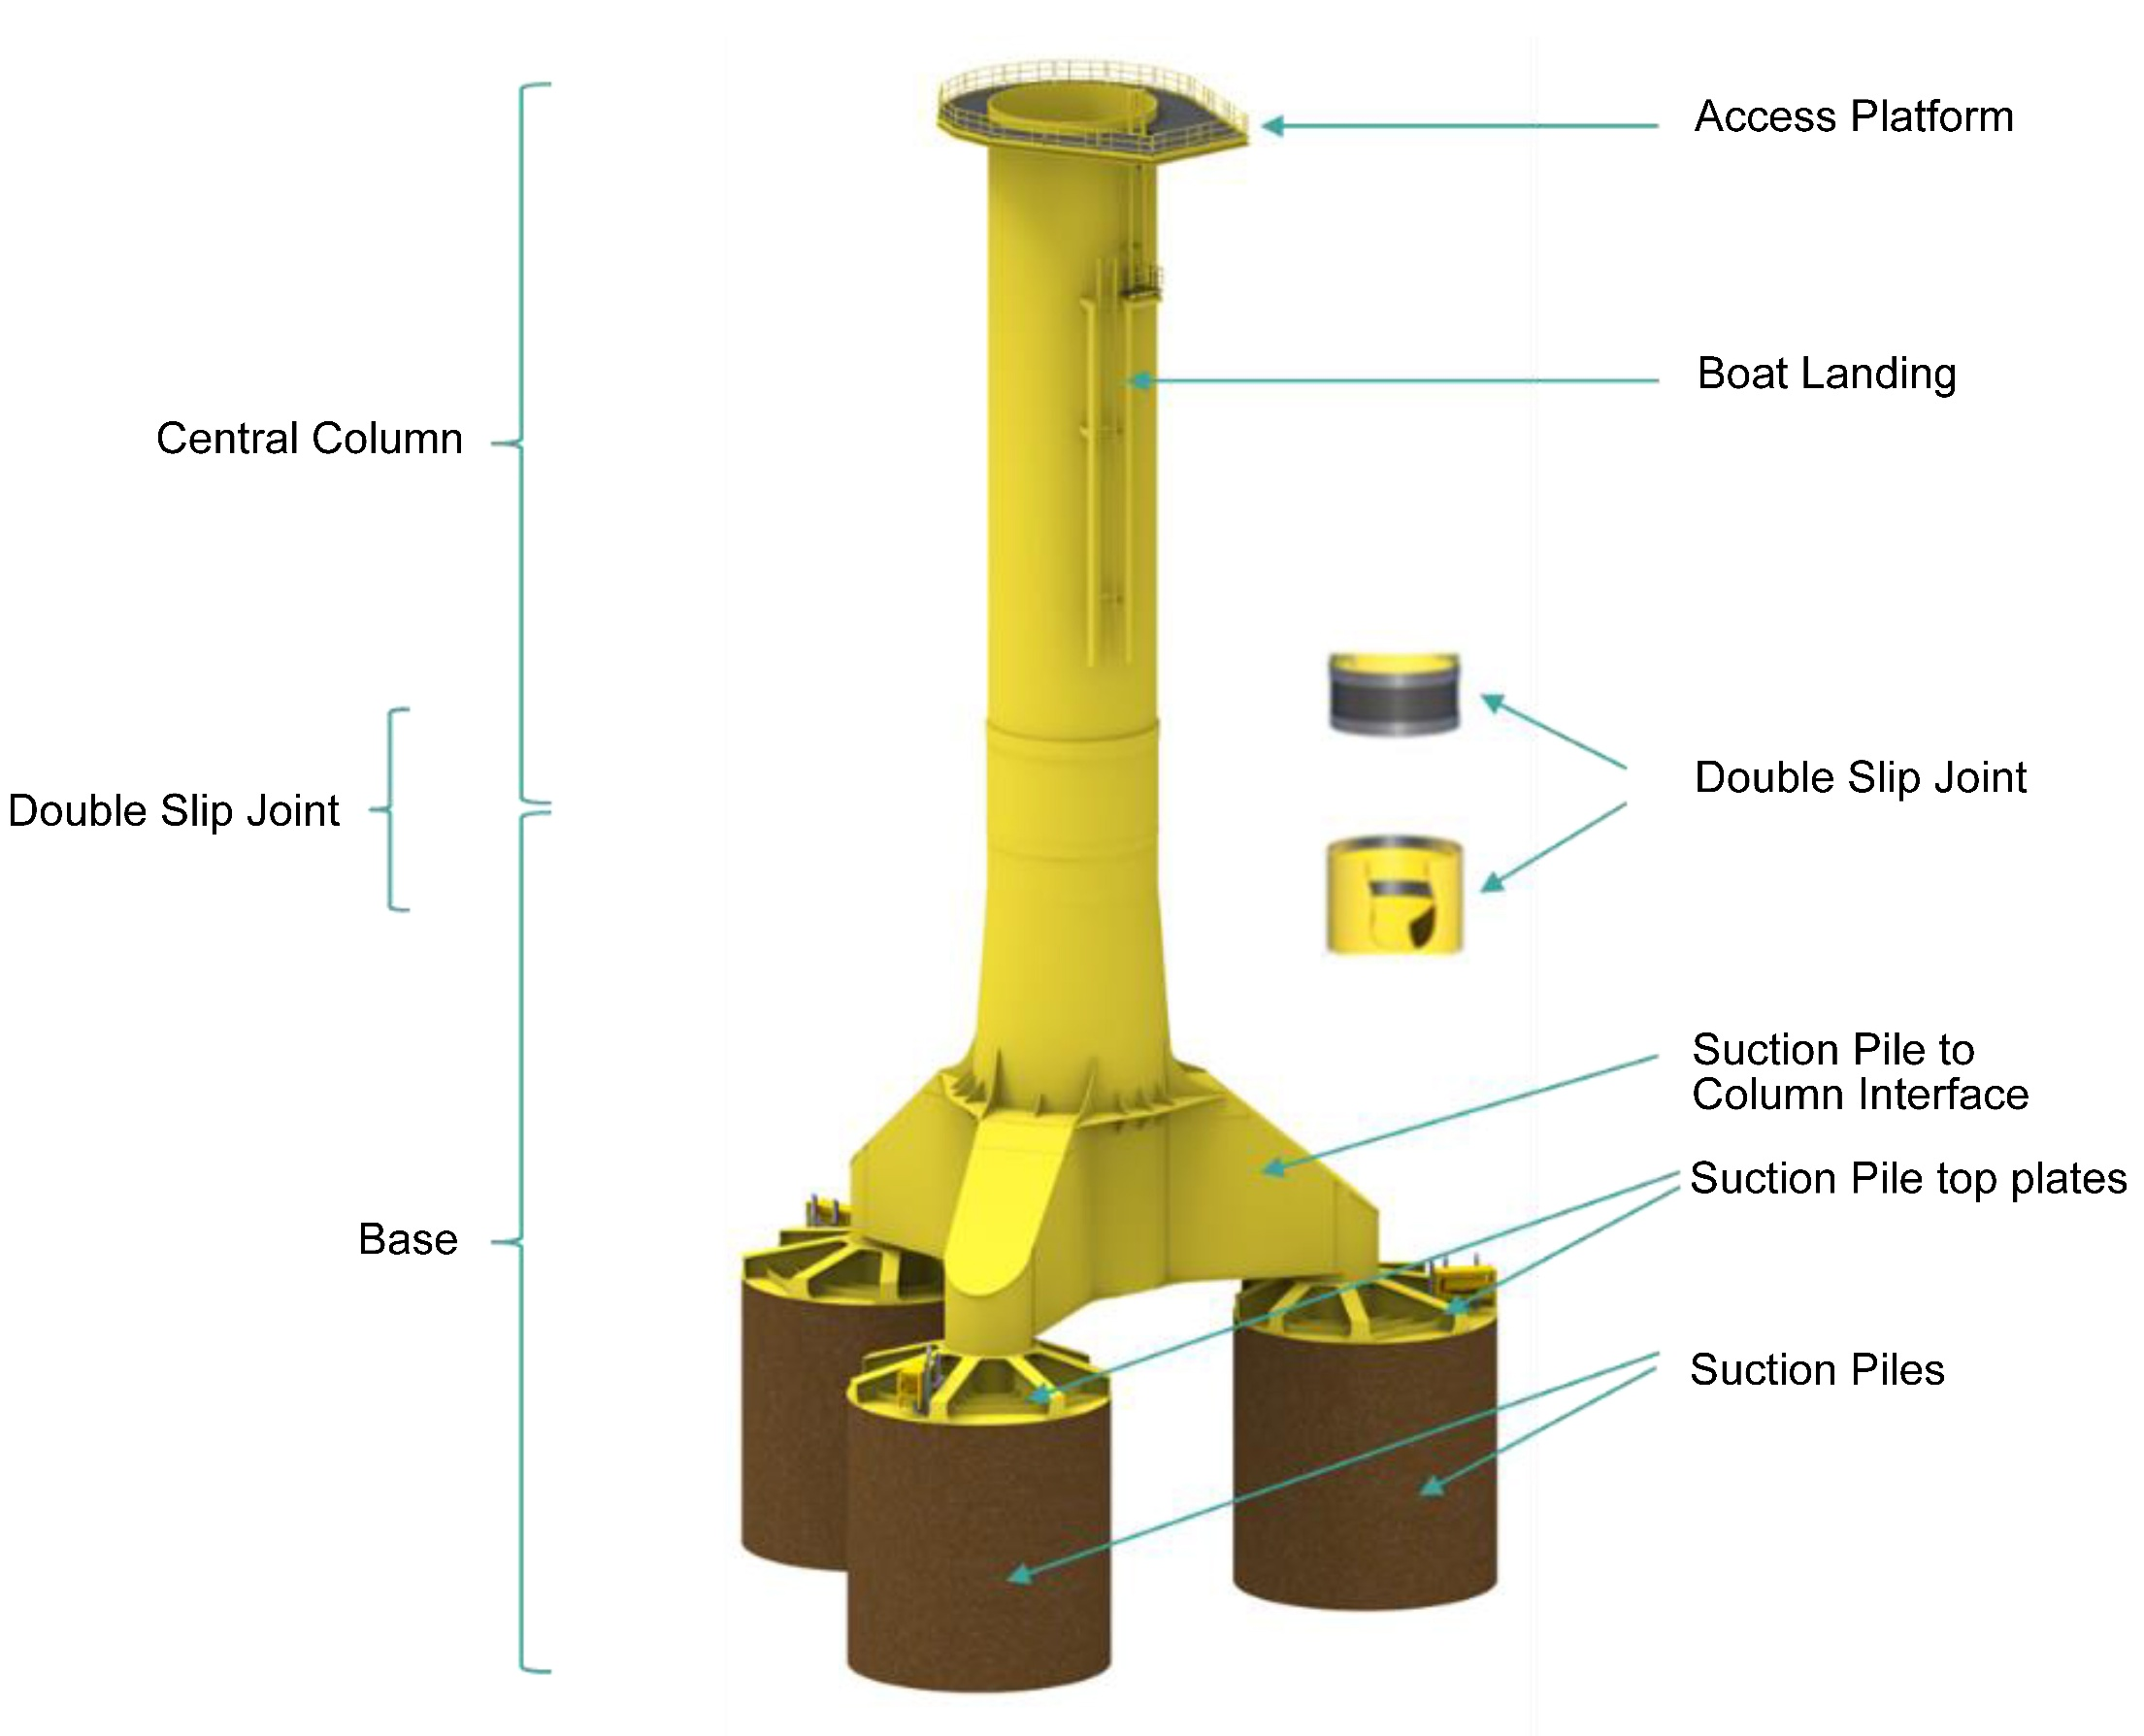 Access Platform
Boat Landing
Central Column
Double Slip Joint
Double Slip Joint
Suction Pile to
Column Interface
Suction Pile top plates
Base
Suction Piles